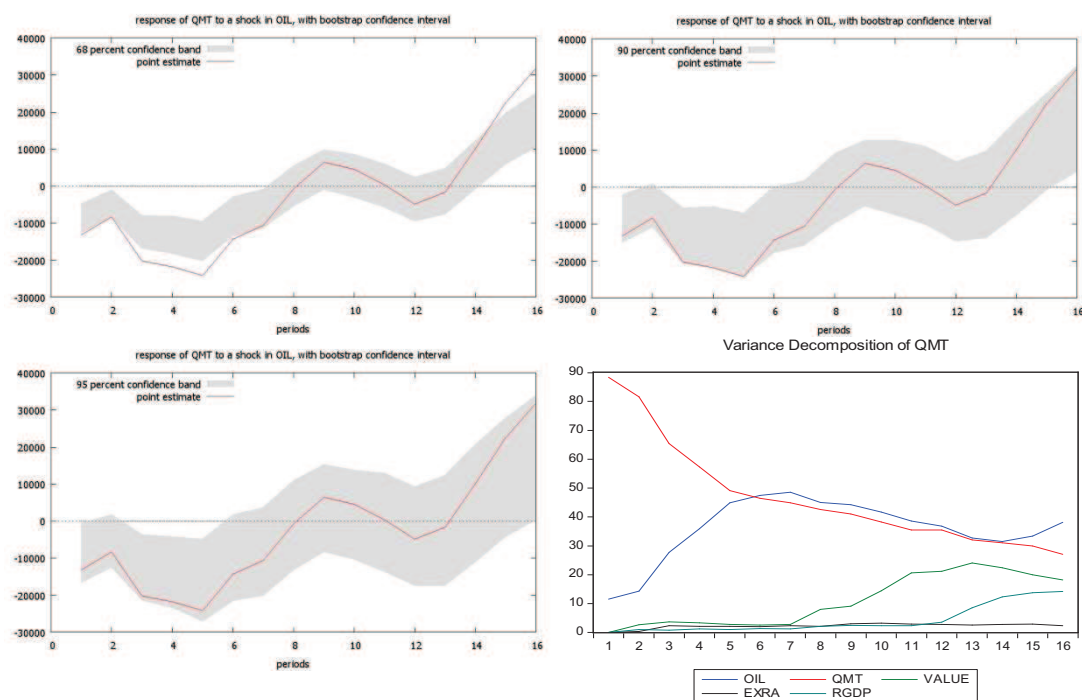 response of QMT to a shock in OIL, with bootstrap confidence interval
40000
30000
20000
10000
0
-10000
-20000
-30000
68 percent confidence band
point estimate
0 2 4 6 8 10 12 14 16
periods
response of QMT to a shock in OIL, with bootstrap confidence interval
40000
30000
20000
10000
0
-10000
-20000
-30000
90 percent confidence band
point estimate
0 2 4 6 8 10 12 14 16
periods
response of QMT to a shock in OIL, with bootstrap confidence interval
40000
30000
20000
10000
0
-10000
-20000
-30000
95 percent confidence band
point estimate
0 2 4 6 8 10 12 14 16
periods
Variance Decomposition of QMT
90
80
70
60
50
40
30
20
10
0
1 2 3 4 5 6 7 8 9 10 11 12 13 14 15 16
OIL QMT VALUE
EXRA RGDP